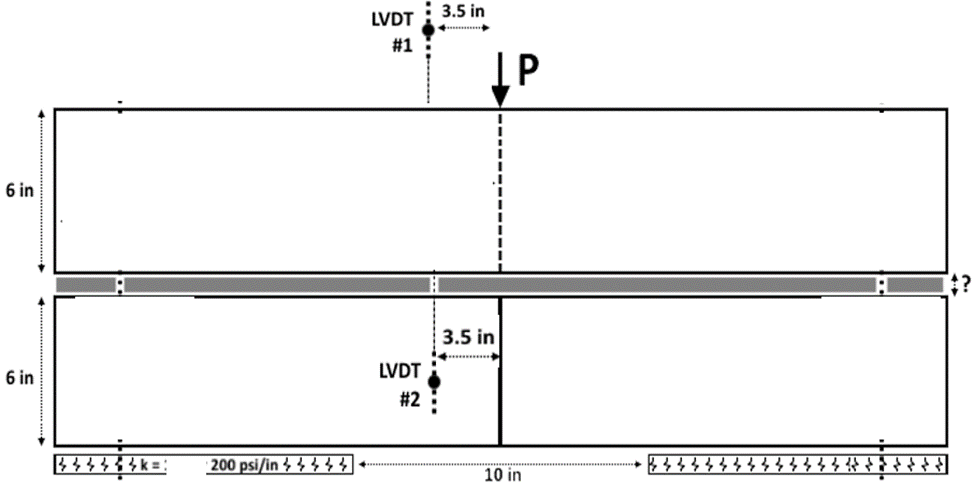 3.5 in
LVDT
#1
P
6 in
?
3.5 in
LVDT
#2
6 in
k =
200 psi/in
10 in